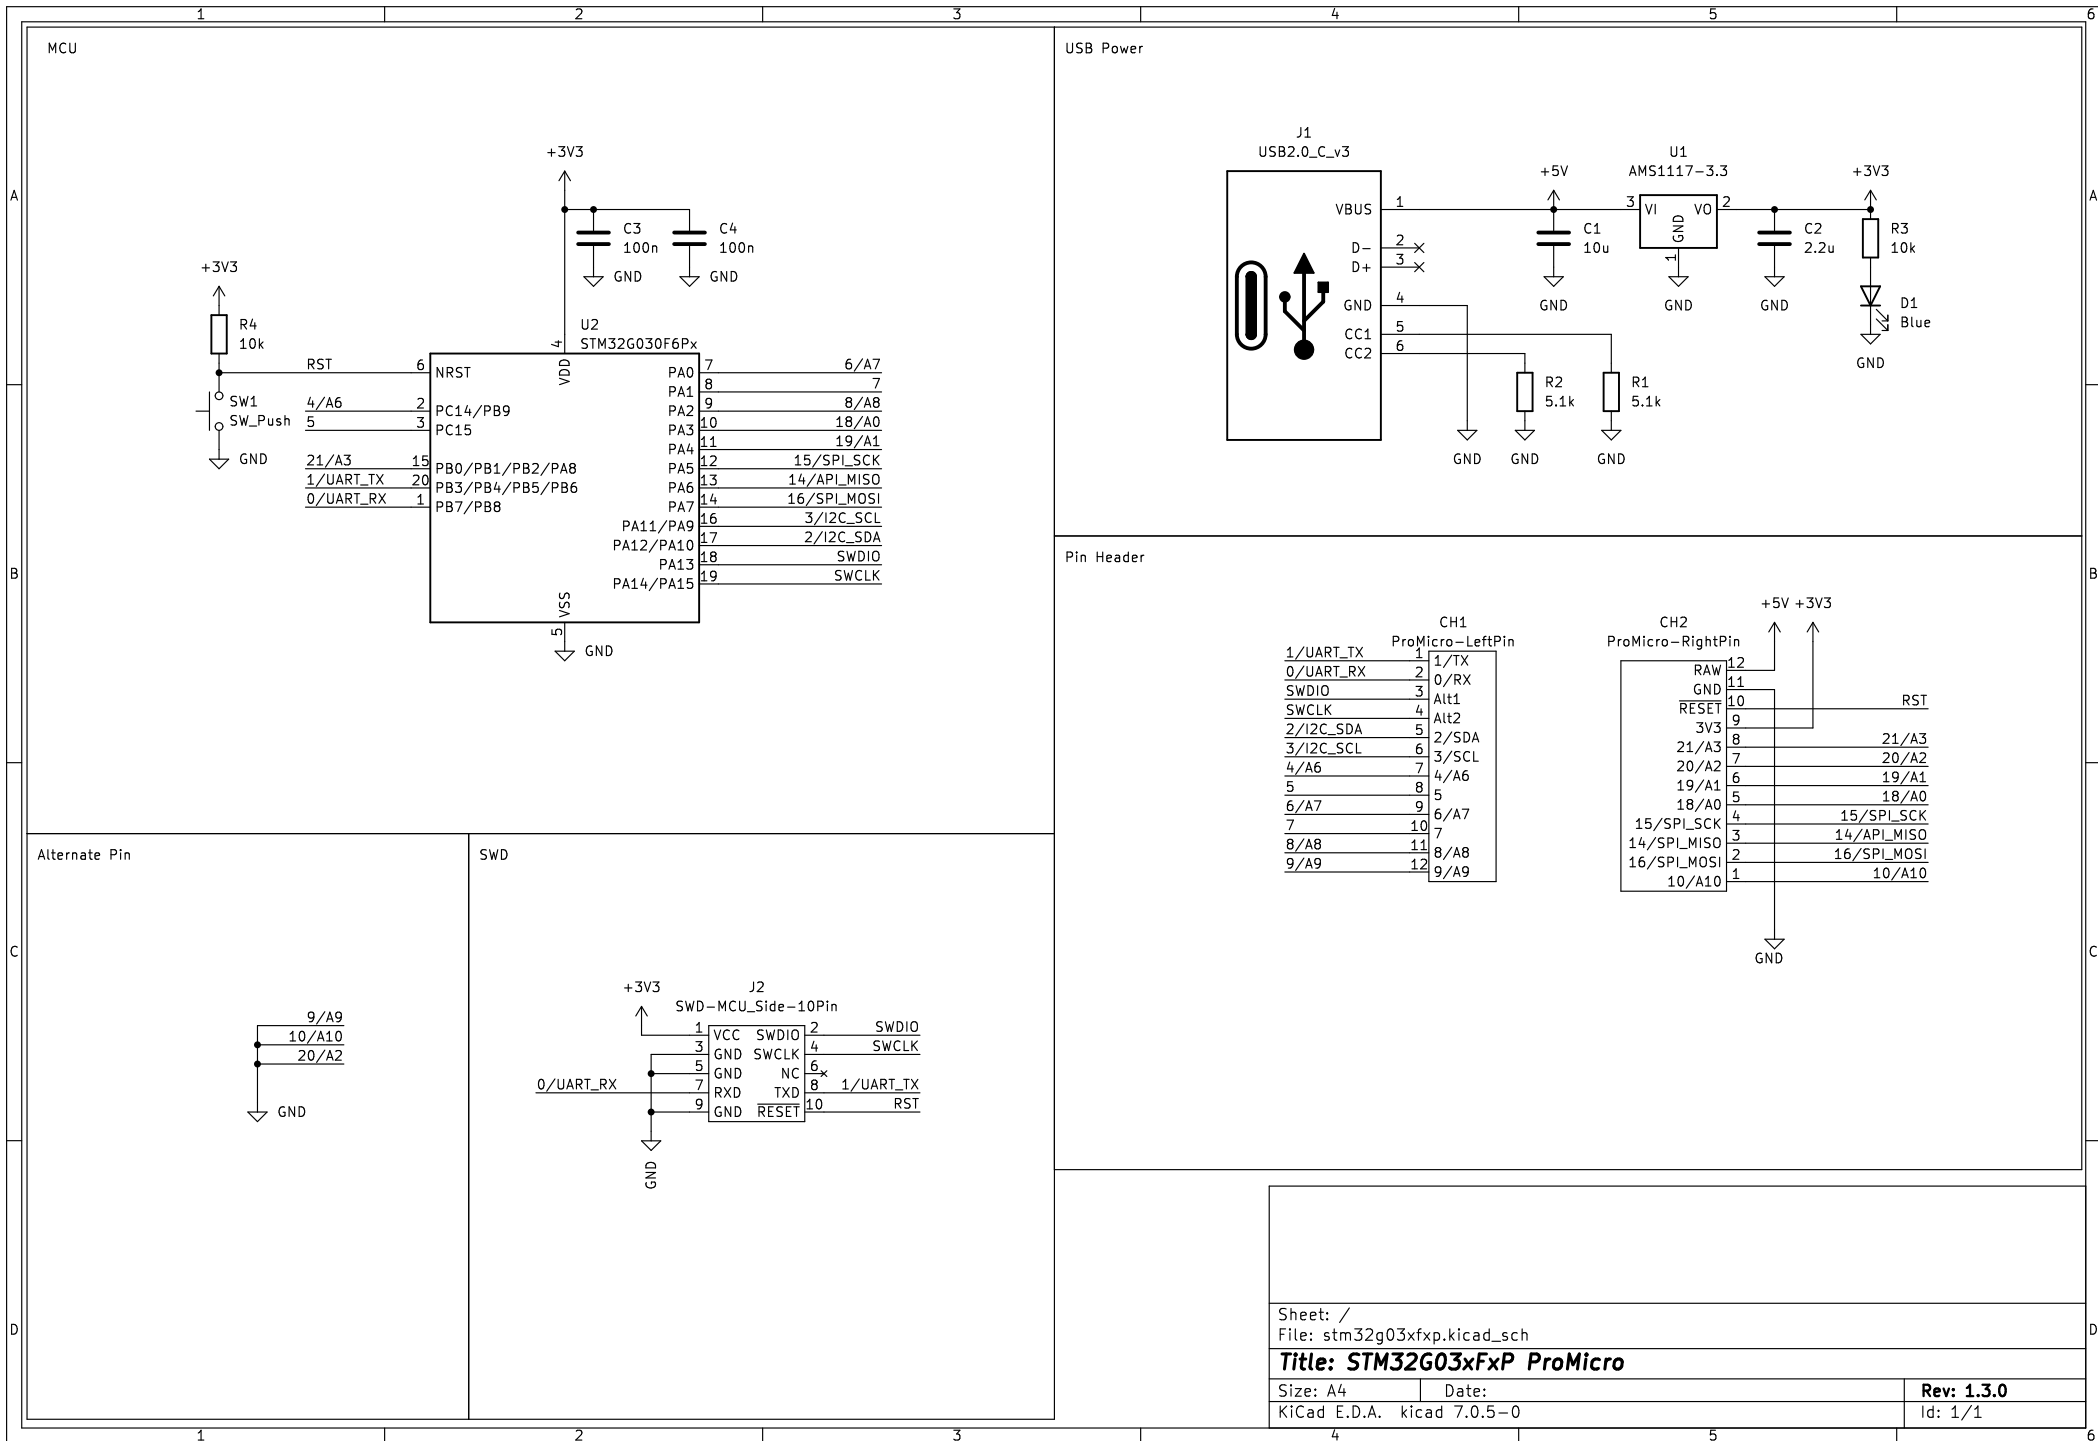 1 2 3 4 5 6
A
B
C
D
MCU
+3V3
C3
100n
GND
C4
100n
GND
+3V3
R4
10k
SW1
SW_Push
GND
U2
STM32G030F6Px
4 VDD
RST 6 NRST
4/A6 2 PC14/PB9
5 3 PC15
21/A3 15 PB0/PB1/PB2/PA8
1/UART_TX 20 PB3/PB4/PB5/PB6
0/UART_RX 1 PB7/PB8
PA0 7 6/A7
PA1 8 7
PA2 9 8/A8
PA3 10 18/A0
PA4 11 19/A1
PA5 12 15/SPI_SCK
PA6 13 14/API_MISO
PA7 14 16/SPI_MOSI
PA11/PA9 16 3/I2C_SCL
PA12/PA10 17 2/I2C_SDA
PA13 18 SWDIO
PA14/PA15 19 SWCLK
VSS 5
GND
USB Power
J1
USB2.0_C_v3
VBUS 1
D- 2
D+ 3
GND 4
CC1 5
CC2 6
GND
R2
5.1k
GND
R1
5.1k
GND
+5V
C1
10u
GND
U1
AMS1117-3.3
3 VI VO 2
GND 1
GND
C2
2.2u
GND
+3V3
R3
10k
D1
Blue
GND
Pin Header
CH1
ProMicro-LeftPin
1/UART_TX 1 1/TX
0/UART_RX 2 0/RX
SWDIO 3 Alt1
SWCLK 4 Alt2
2/I2C_SDA 5 2/SDA
3/I2C_SCL 6 3/SCL
4/A6 7 4/A6
5 8 5
6/A7 9 6/A7
7 10 7
8/A8 11 8/A8
9/A9 12 9/A9
+5V +3V3
CH2
ProMicro-RightPin
RAW 12
GND 11
RESET 10 RST
3V3 9
21/A3 8 21/A3
20/A2 7 20/A2
19/A1 6 19/A1
18/A0 5 18/A0
15/SPI_SCK 4 15/SPI_SCK
14/SPI_MISO 3 14/API_MISO
16/SPI_MOSI 2 16/SPI_MOSI
10/A10 1 10/A10
GND
Alternate Pin
9/A9
10/A10
20/A2
GND
SWD
+3V3
J2
SWD-MCU_Side-10Pin
1 VCC SWDIO 2 SWDIO
3 GND SWCLK 4 SWCLK
5 GND NC 6
0/UART_RX 7 RXD TXD 8 1/UART_TX
9 GND RESET 10 RST
GND
Sheet: /
File: stm32g03xfxp.kicad_sch
Title: STM32G03xFxP ProMicro
Size: A4 Date: Rev: 1.3.0
KiCad E.D.A. kicad 7.0.5-0 Id: 1/1
A
B
C
D
1 2 3 4 5 6